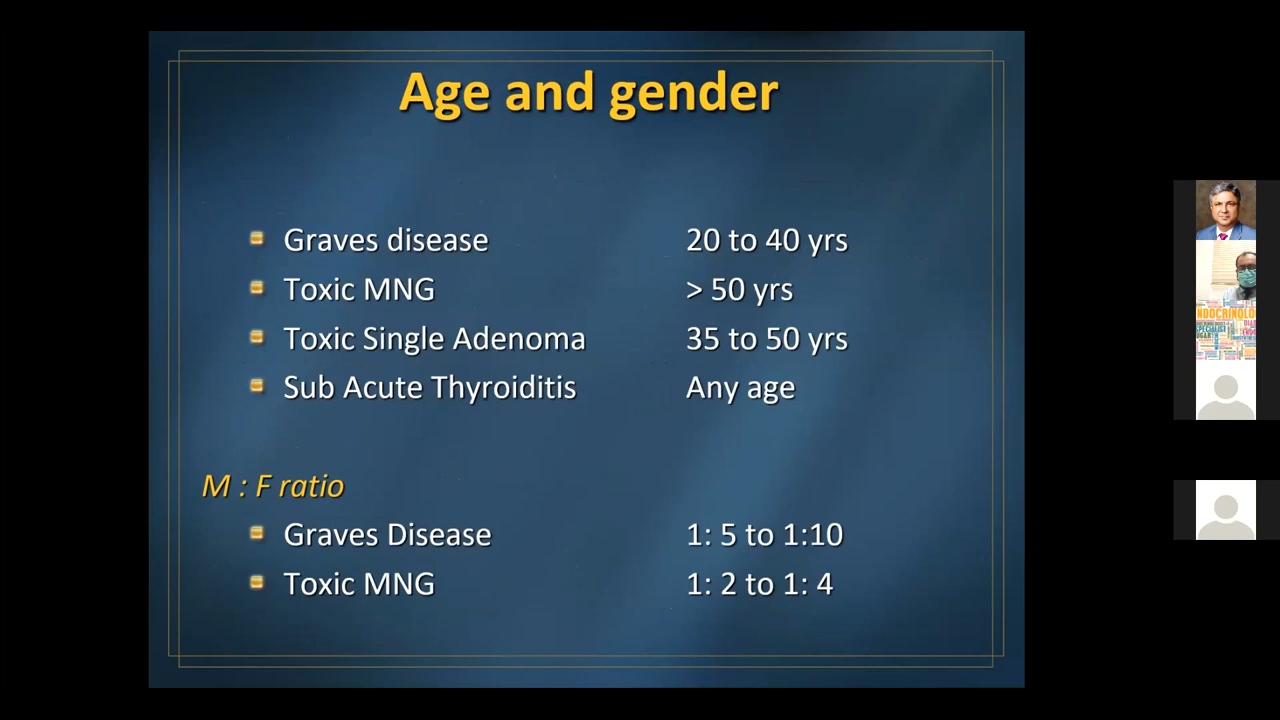 Age and gender
Graves disease 20 to 40 yrs
Toxic MNG > 50 yrs
Toxic Single Adenoma 35 to 50 yrs
Sub Acute Thyroiditis Any age
M : F ratio
Graves Disease 1: 5 to 1:10
Toxic MNG 1: 2 to 1: 4
NDOCRINOLO
SPECIALIST